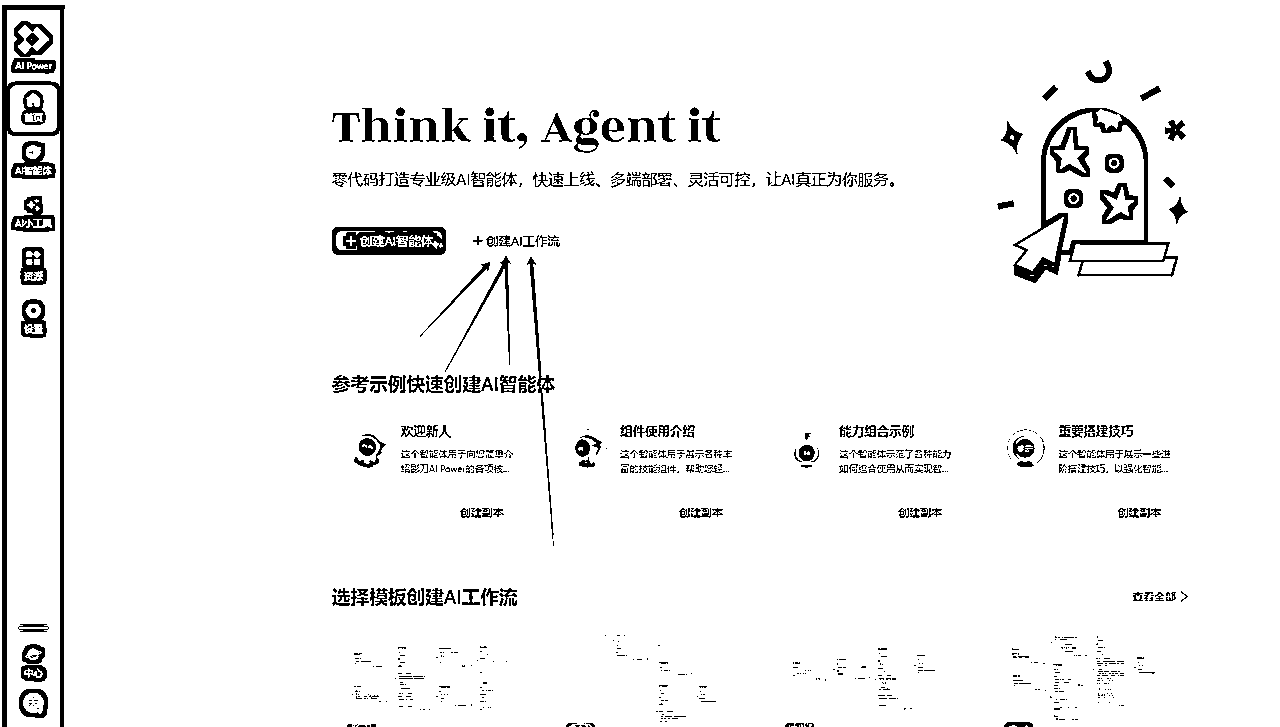 AI Power
AI智能体
AI小工具
中心
Think it, Agent it
零代码打造专业级AI智能体，快速上线、多端部署、灵活可控，让AI真正为你服务。
创建AI智能体
+ 创建AI工作流
参考示例快速创建AI智能体
欢迎新人
这个智能体用于向您简单介
绍影刀AI Power的各项核...
创建副本
组件使用介绍
这个智能体用于展示各种丰
富的技能组件，帮助您轻...
创建副本
能力组合示例
这个智能体示范了各种能力
如何组合使用从而实现智...
创建副本
重要搭建技巧
这个智能体用于展示一些进
阶搭建技巧，以强化智能...
创建副本
选择模板创建AI工作流
查看全部 >